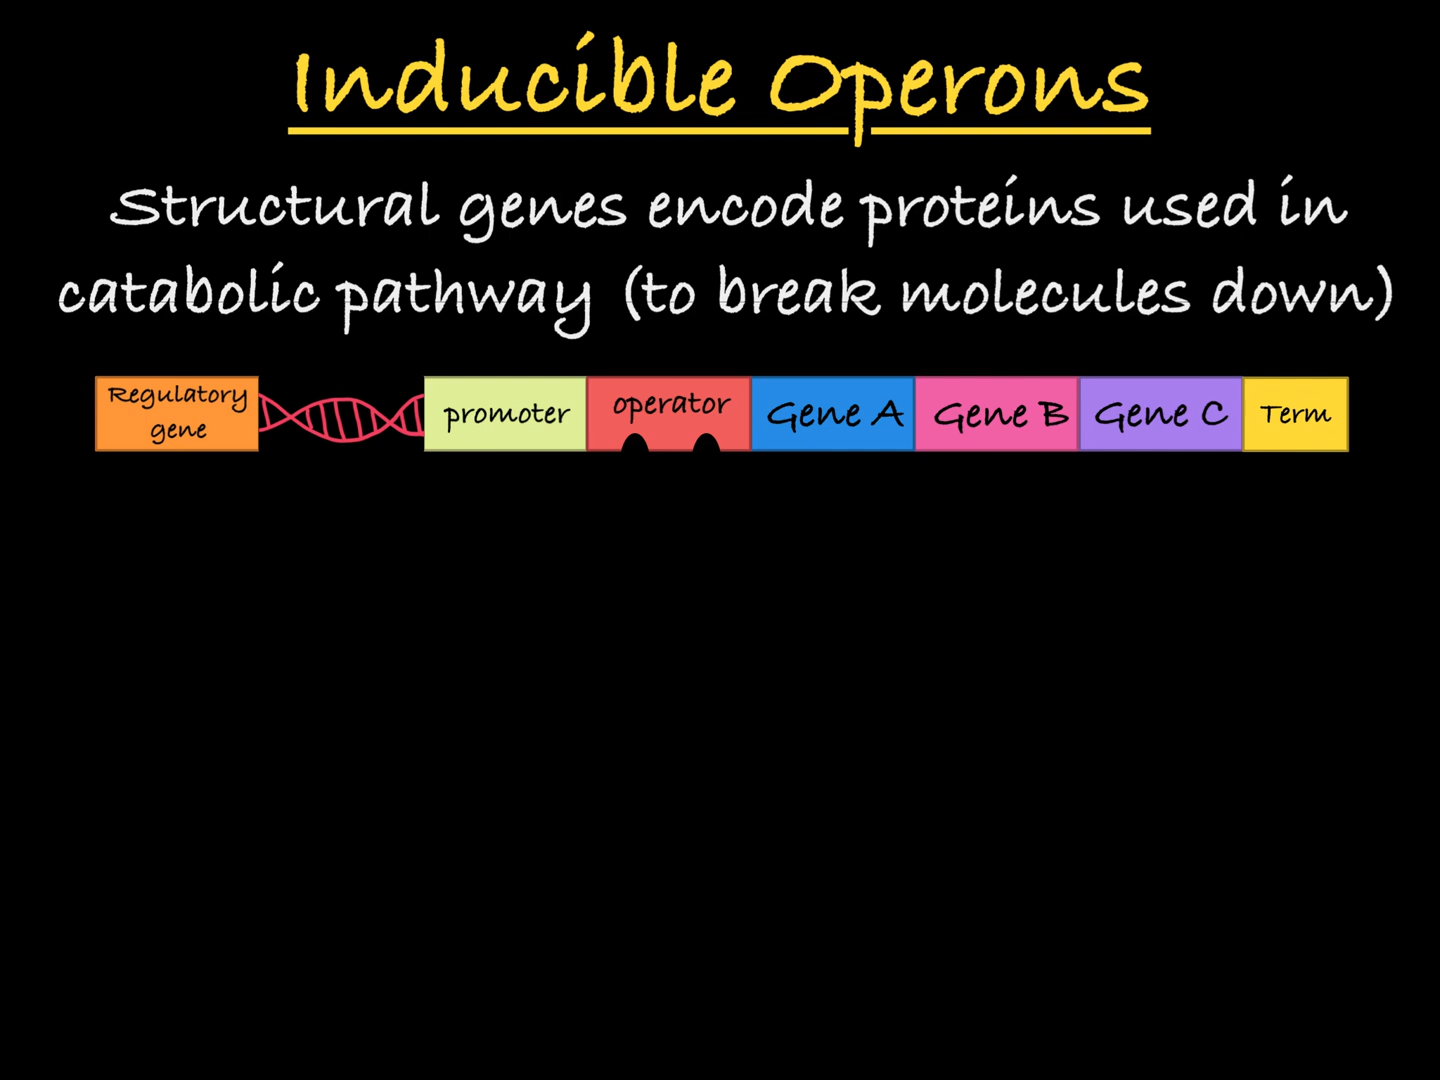 Inducible Operons
Structural genes encode proteins used in
catabolic pathway (to break molecules down)
Regulatory
gene
promoter
operator
Gene A
Gene B
Gene C
Term